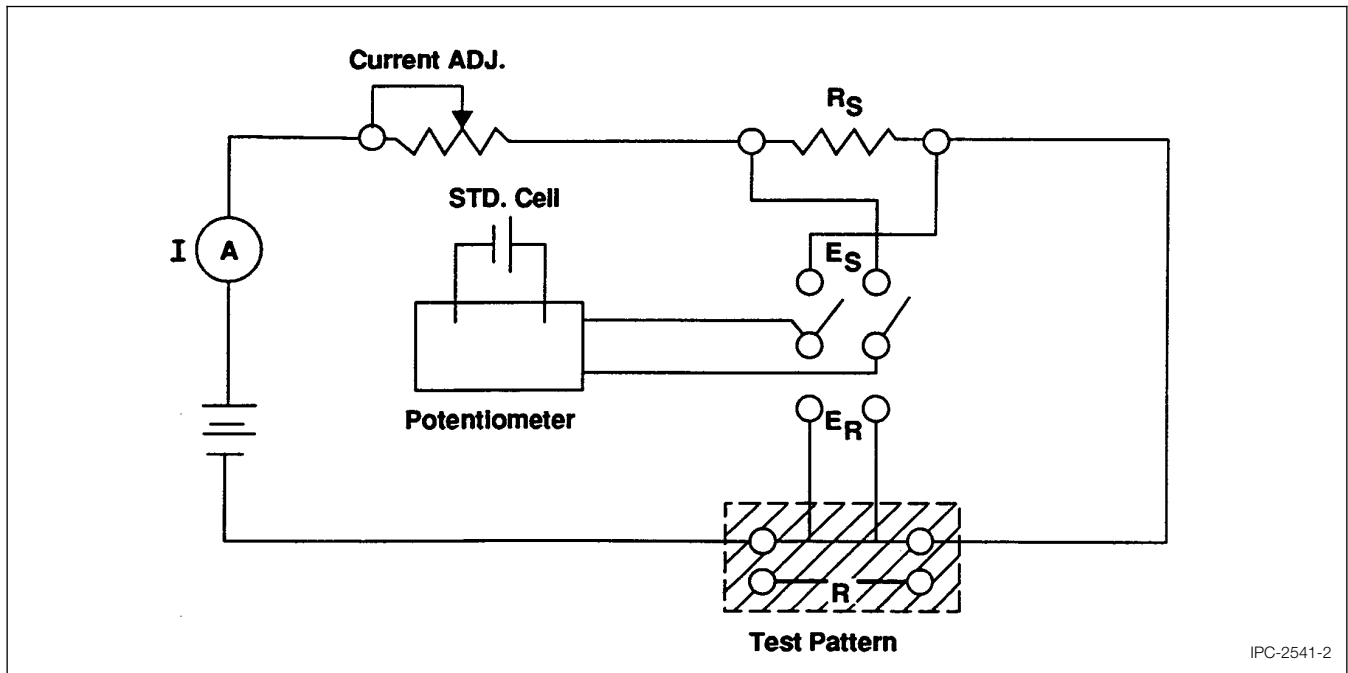 Current ADJ.
RS
STD. Cell
I
A
ES
Potentiometer
ER
R
Test Pattern
IPC-2541-2